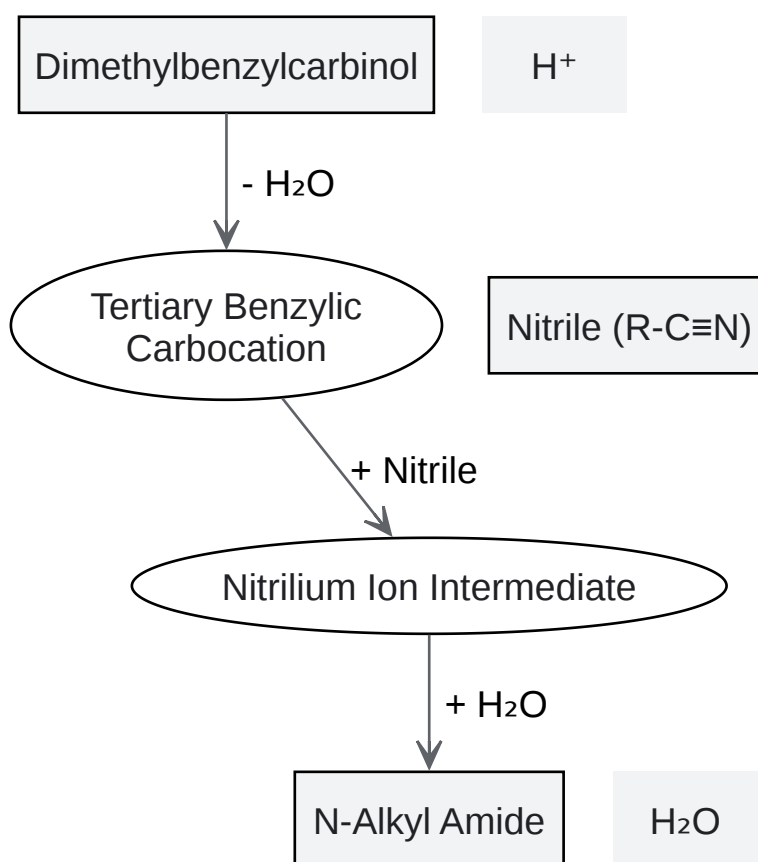 Dimethylbenzylcarbinol
H⁺
- H₂O
Tertiary Benzylic
Carbocation
Nitrile (R-C≡N)
+ Nitrile
Nitrilium Ion Intermediate
+ H₂O
N-Alkyl Amide
H₂O